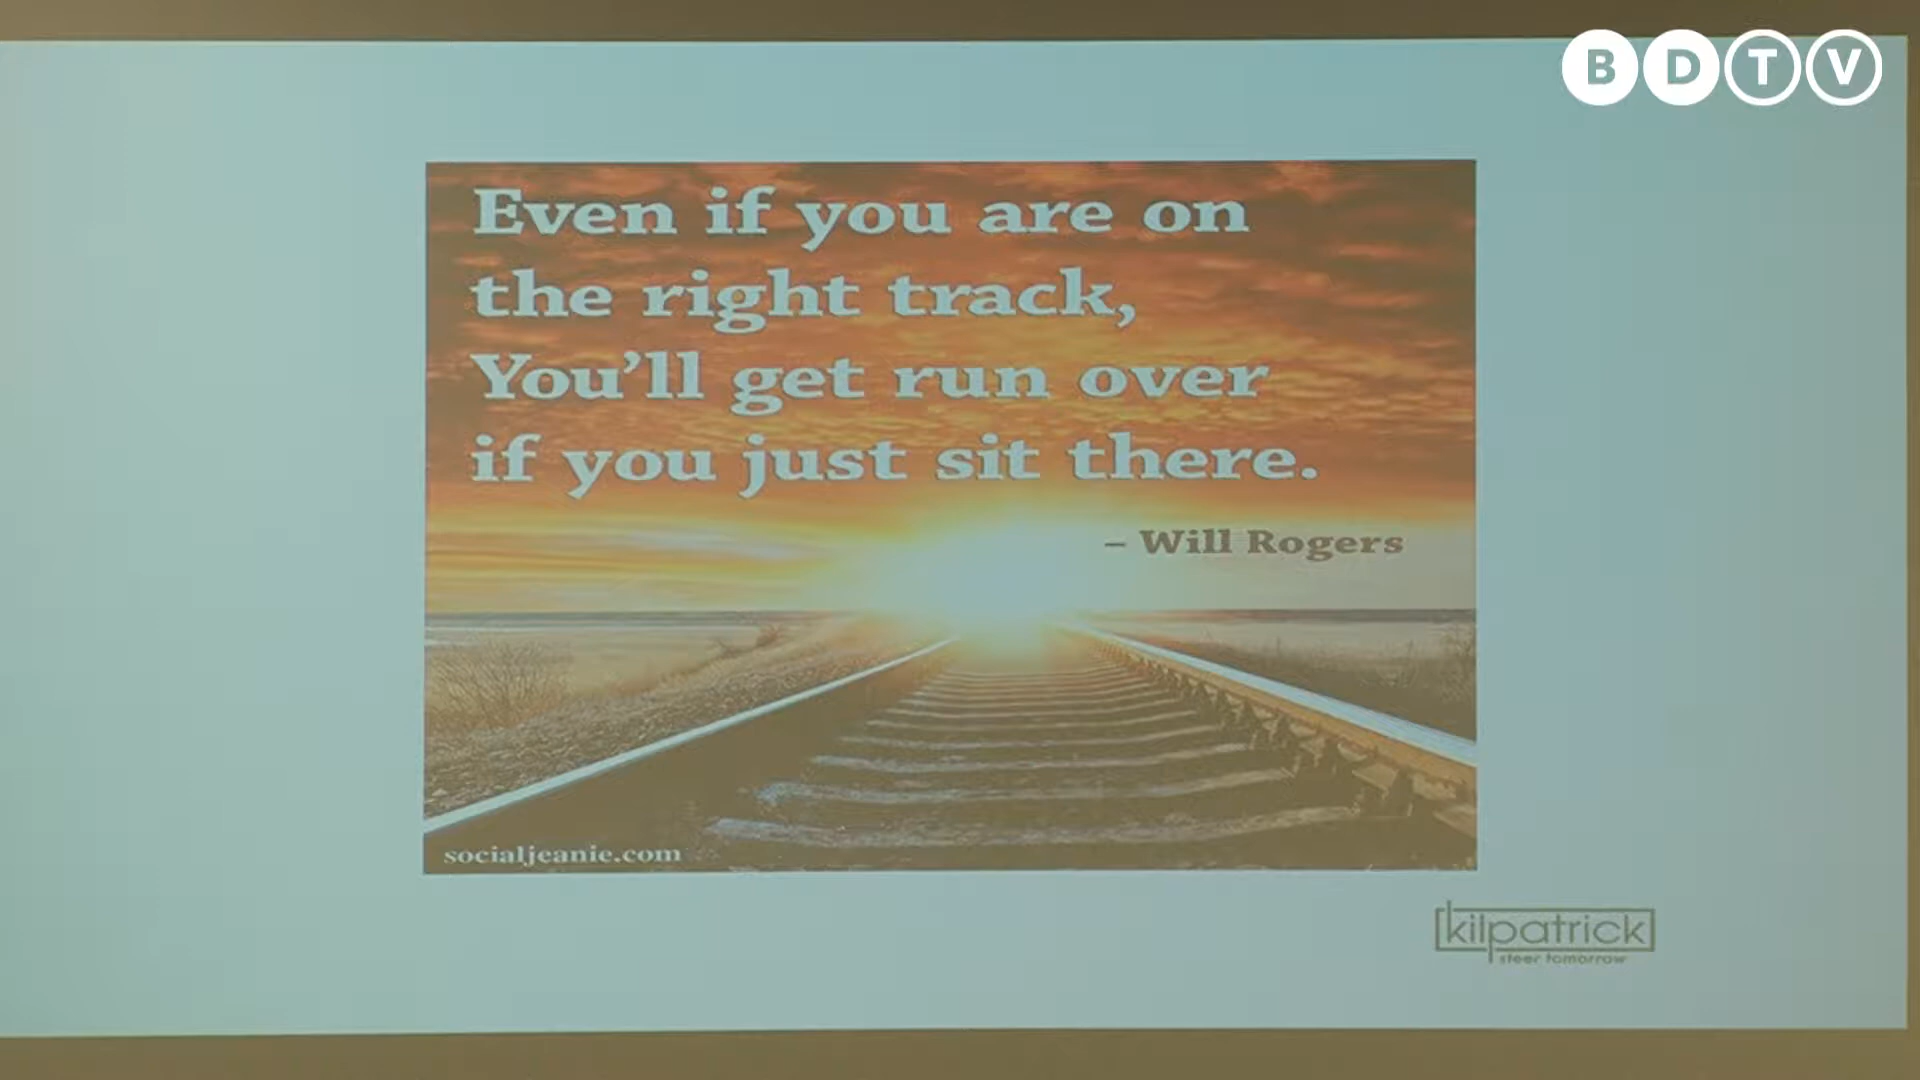 BDTV
Even if you are on
the right track,
You'll get run over
if you just sit there.
– Will Rogers
socialjeanie.com
kilpatrick
steer tomorrow